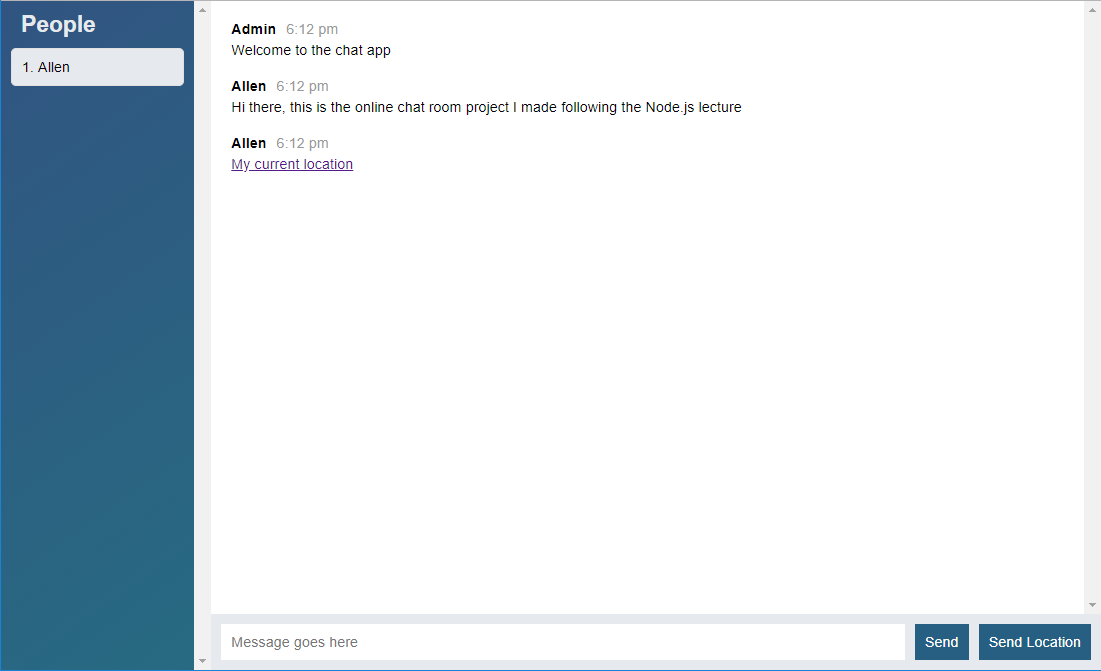 People
1. Allen
Admin 6:12 pm
Welcome to the chat app
Allen 6:12 pm
Hi there, this is the online chat room project I made following the Node.js lecture
Allen 6:12 pm
My current location
Message goes here
Send
Send Location